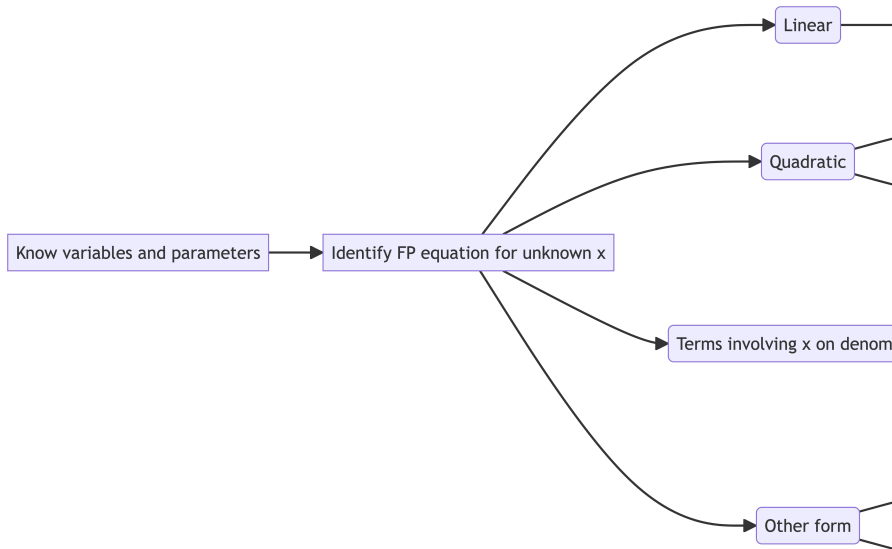 Linear
Quadratic
Know variables and parameters
Identify FP equation for unknown x
Terms involving x on denom
Other form